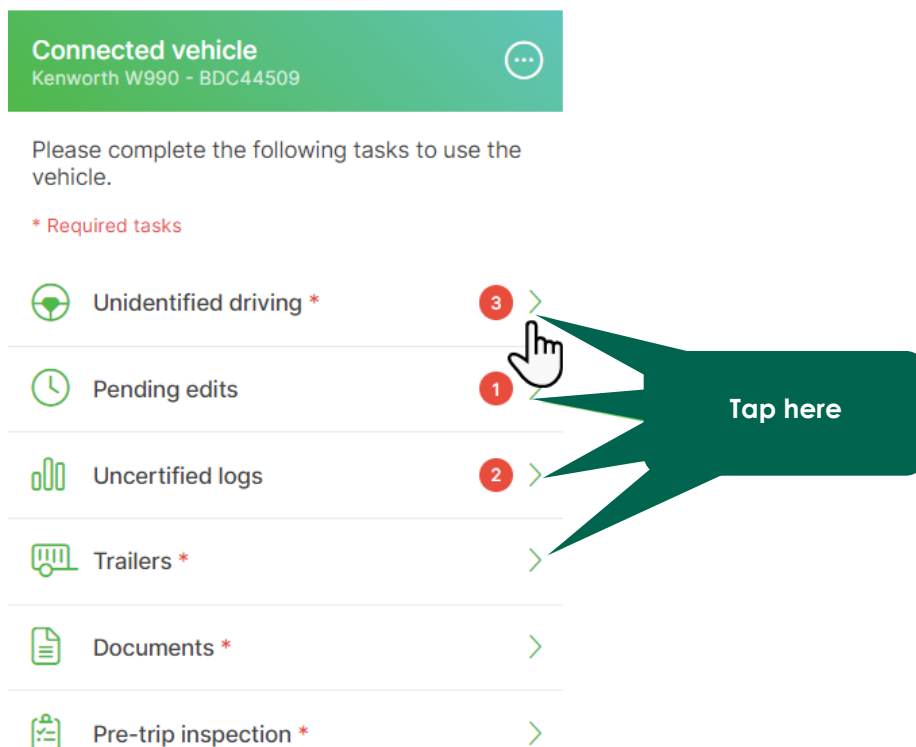 Connected vehicle
Kenworth W990 - BDC44509
Please complete the following tasks to use the
vehicle.
* Required tasks
Unidentified driving * 3
Pending edits 1
Tap here
Uncertified logs 2
Trailers *
Documents *
Pre-trip inspection *